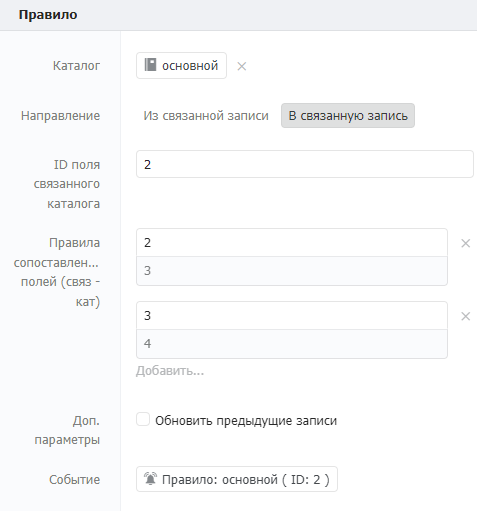 Правило
Каталог
основной
Направление
Из связанной записи
В связанную запись
ID поля
связанного
каталога
2
Правила
сопоставлен...
полей (связ -
кат)
2
3
3
4
Добавить...
Доп.
параметры
Обновить предыдущие записи
Событие
Правило: основной ( ID: 2 )